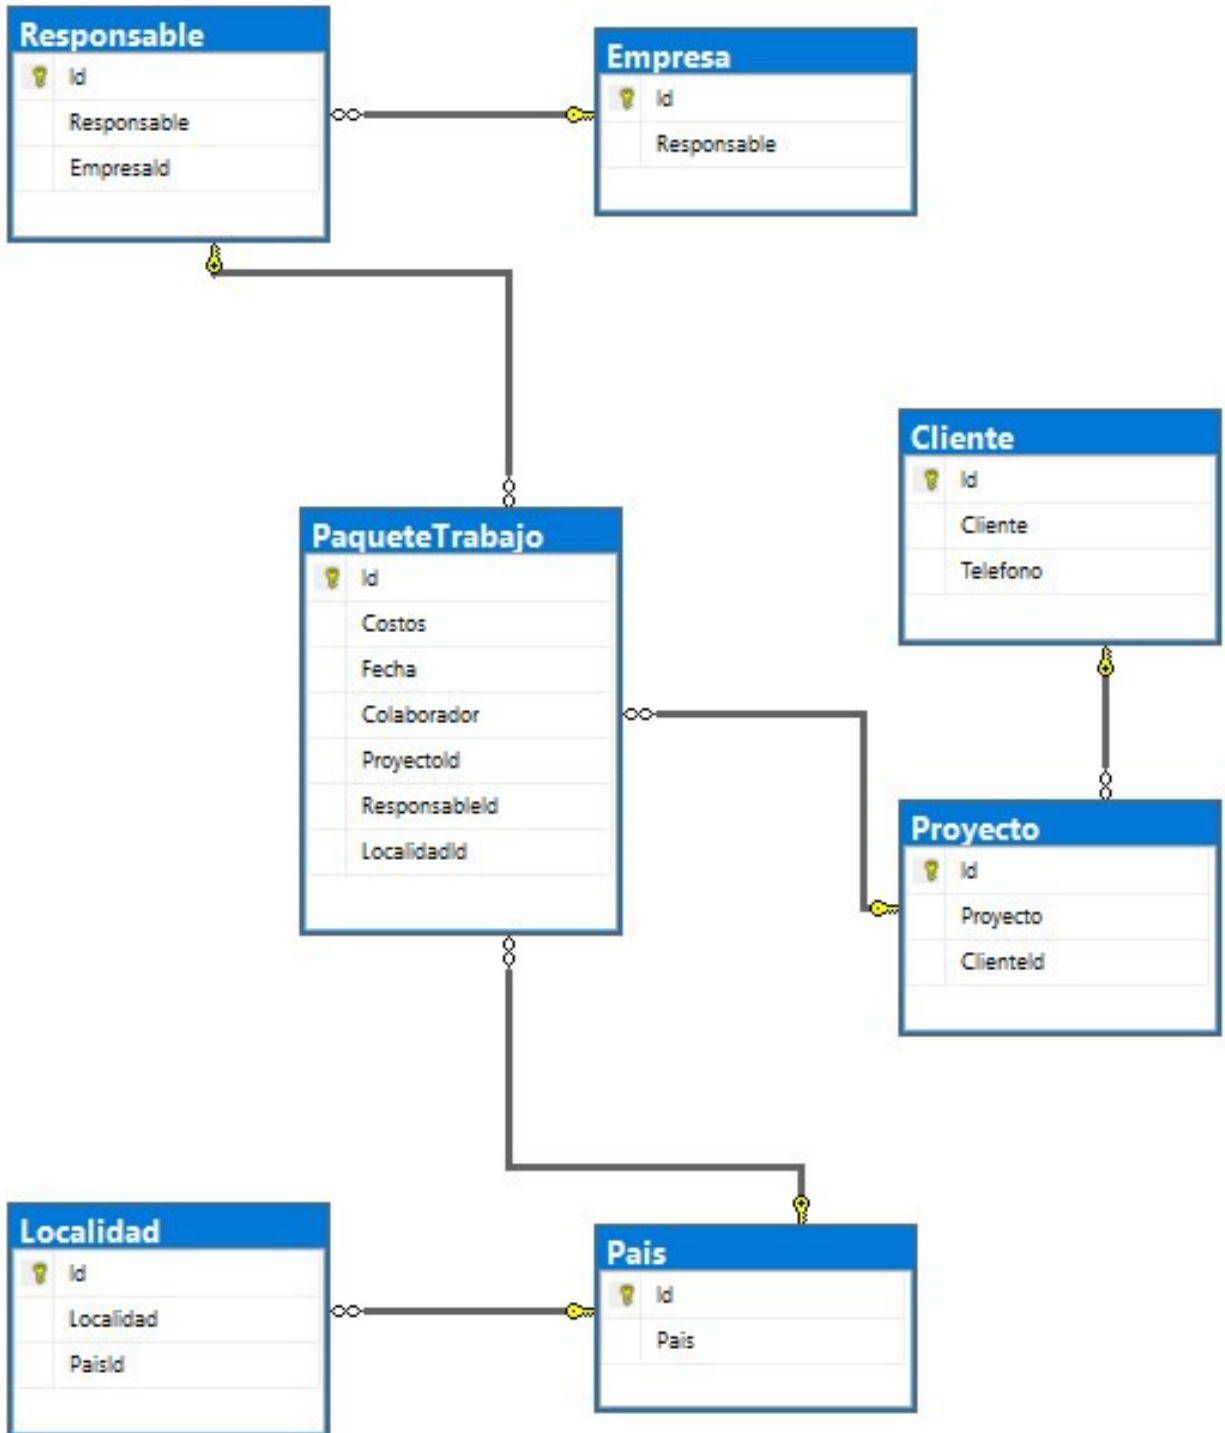 Responsable
Id
Responsable
EmpresaId
Empresa
Id
Responsable
Cliente
Id
Cliente
Telefono
PaqueteTrabajo
Id
Costos
Fecha
Colaborador
ProyectoId
ResponsableId
LocalidadId
Proyecto
Id
Proyecto
ClienteId
Localidad
Id
Localidad
PaisId
Pais
Id
Pais